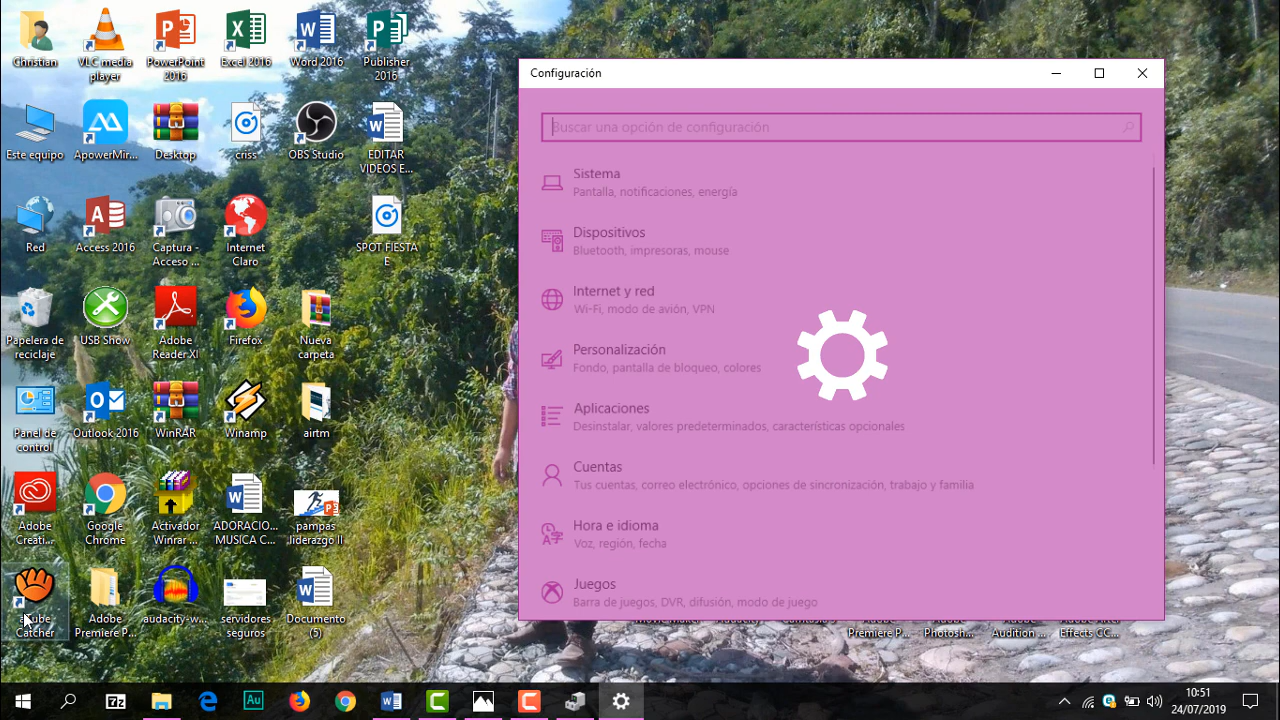 Christian
VLC media
player
PowerPoint
2016
Excel 2016
Word 2016
Publisher
2016
Este equipo
ApowerMir...
Desktop
criss
OBS Studio
EDITAR
VIDEOS E...
Red
Access 2016
Captura -
Acceso ...
Internet
Claro
SPOT FIESTA
E
Papelera de
reciclaje
USB Show
Adobe
Reader XI
Firefox
Nueva
carpeta
Panel de
control
Outlook 2016
WinRAR
Winamp
airtm
Adobe
Creati...
Google
Chrome
Activador
Winrar ...
ADORACIO...
MUSICA C...
pampas
liderazgo II
aTube
Catcher
Adobe
Premiere P...
audacity-w...
servidores
seguros
Documento
(5)
Configuración
Buscar una opción de configuración
Sistema
Pantalla, notificaciones, energía
Dispositivos
Bluetooth, impresoras, mouse
Internet y red
Wi-Fi, modo de avión, VPN
Personalización
Fondo, pantalla de bloqueo, colores
Aplicaciones
Desinstalar, valores predeterminados, características opcionales
Cuentas
Tus cuentas, correo electrónico, opciones de sincronización, trabajo y familia
Hora e idioma
Voz, región, fecha
Juegos
Barra de juegos, DVR, difusión, modo de juego
Premiere P...
Photosh...
Audition ...
Effects CC...
10:51
24/07/2019